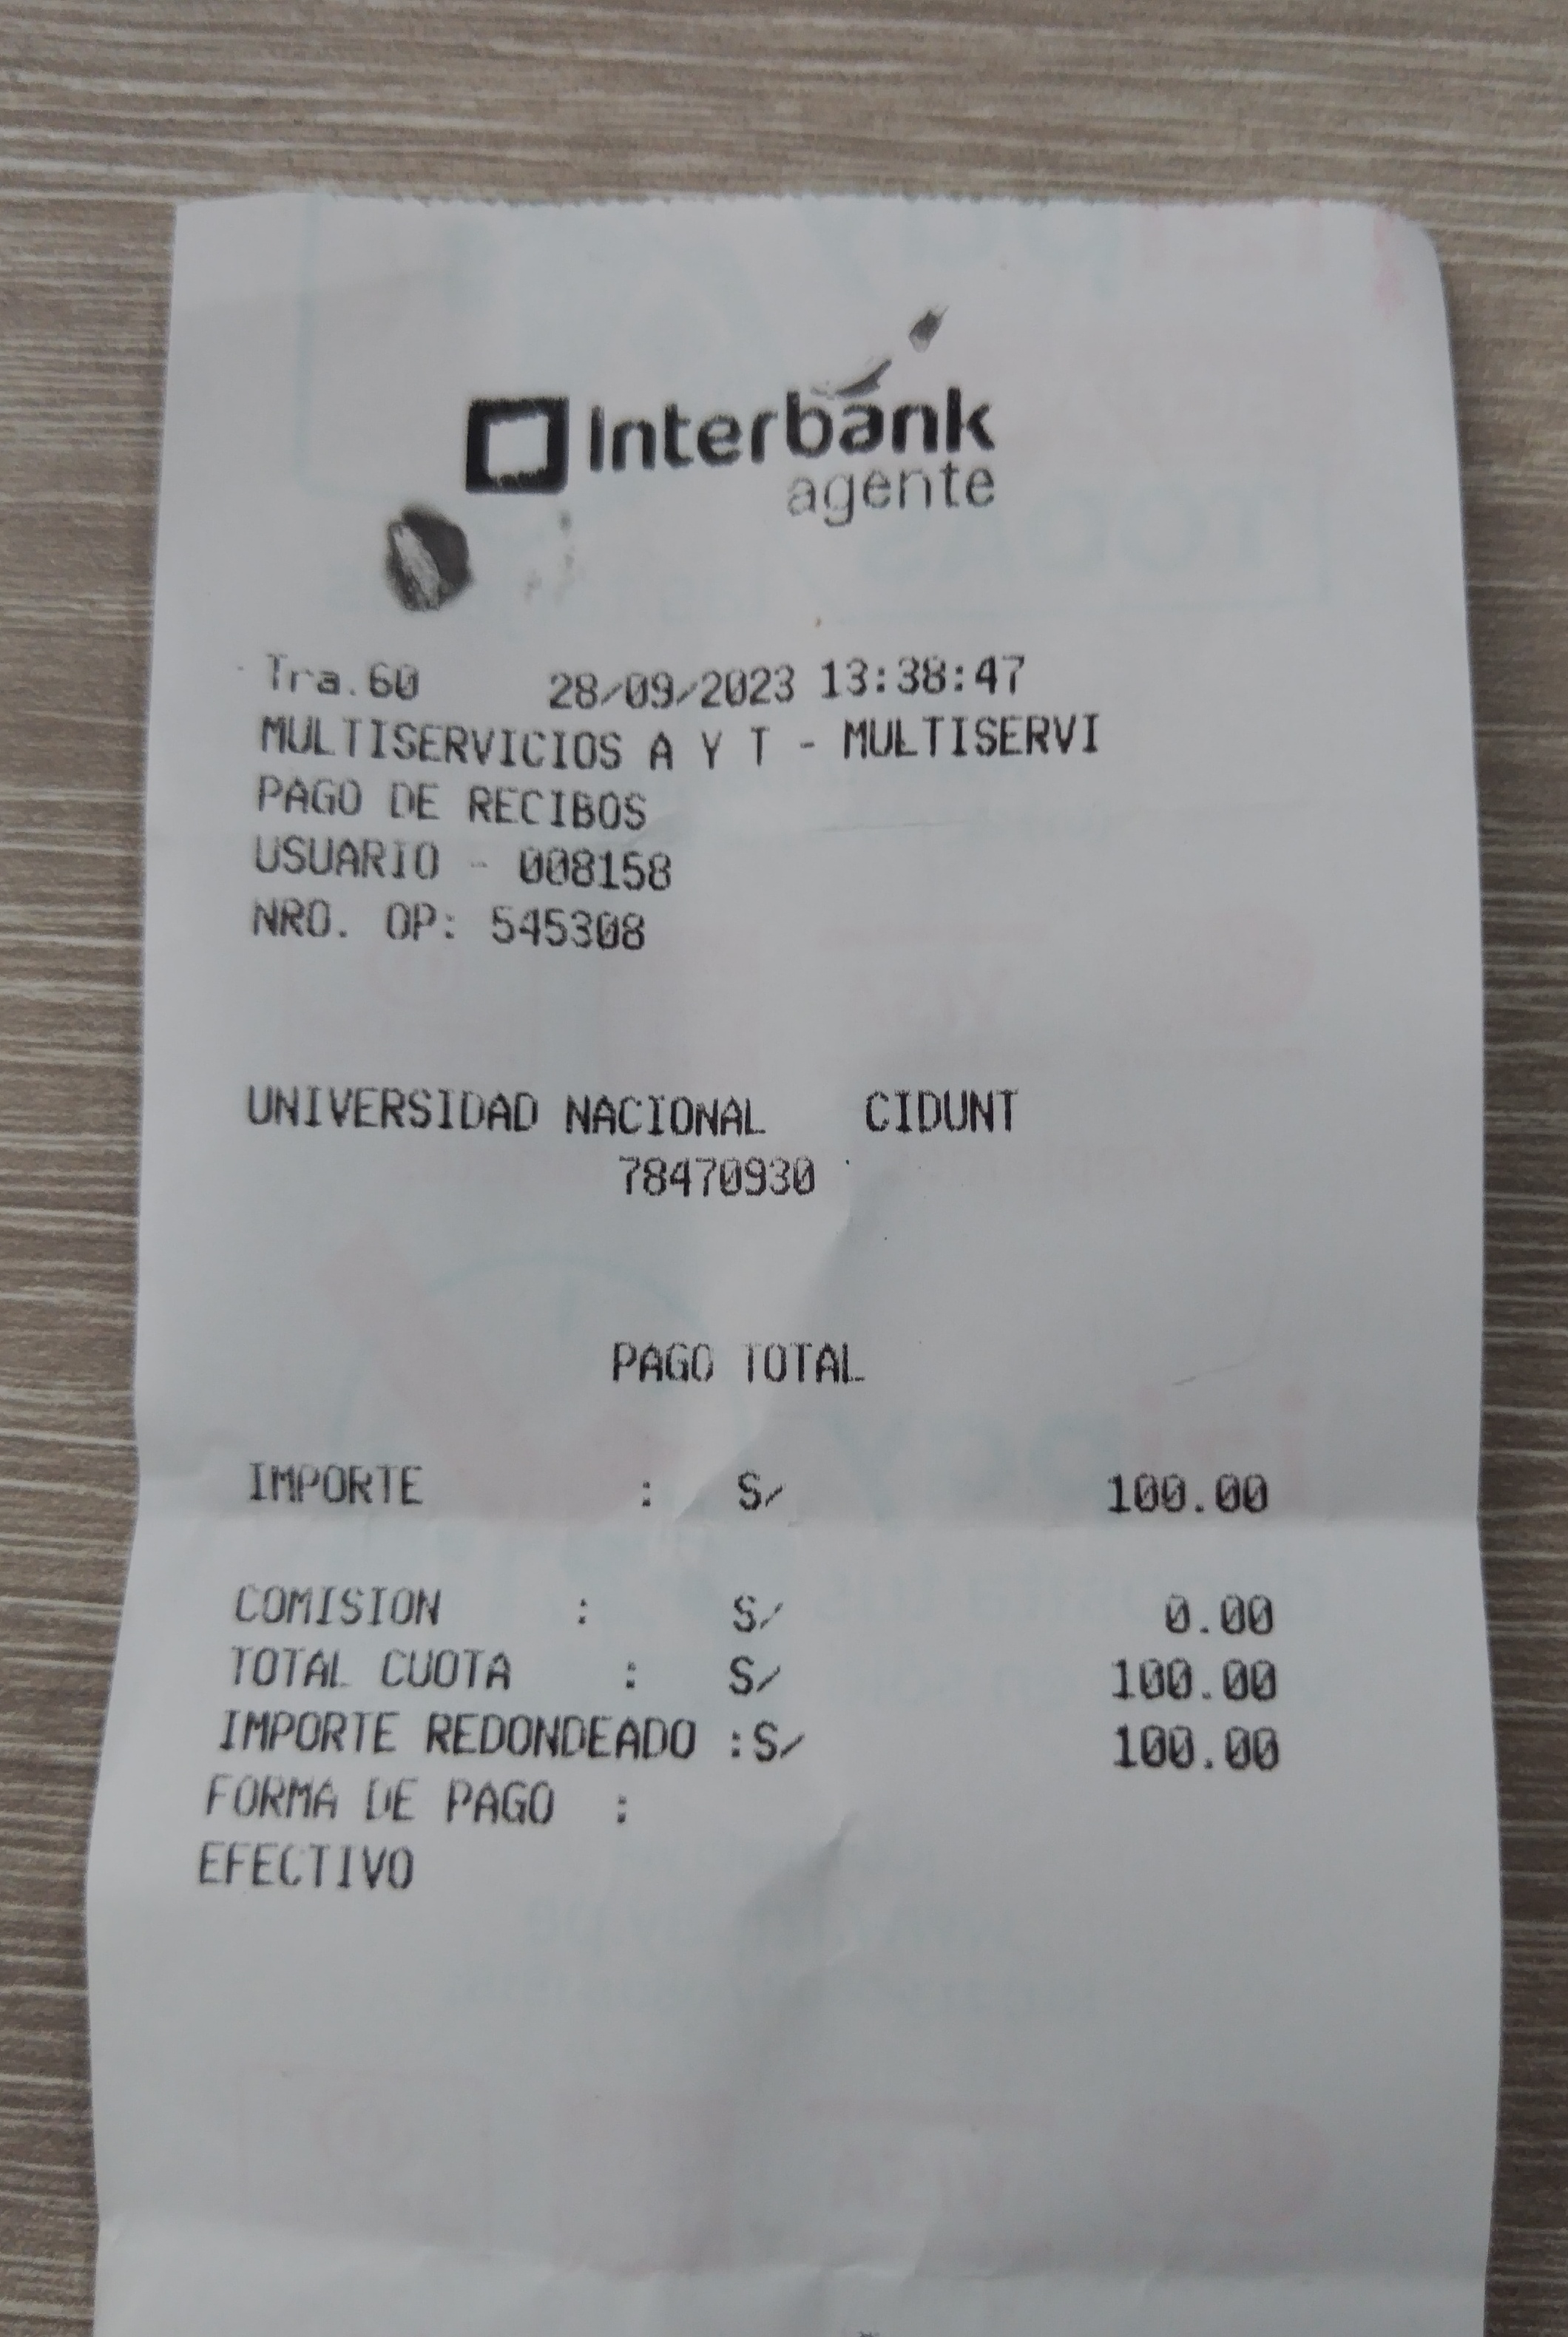 Interbank
agente
Tra.60 28/09/2023 13:38:47
MULTISERVICIOS A Y T - MULTISERVI
PAGO DE RECIBOS
USUARIO - 008158
NRO. OP: 545308
UNIVERSIDAD NACIONAL CIDUNT
78470930
PAGO TOTAL
IMPORTE : S/ 100.00
COMISION : S/ 0.00
TOTAL CUOTA : S/ 100.00
IMPORTE REDONDEADO :S/ 100.00
FORMA DE PAGO :
EFECTIVO